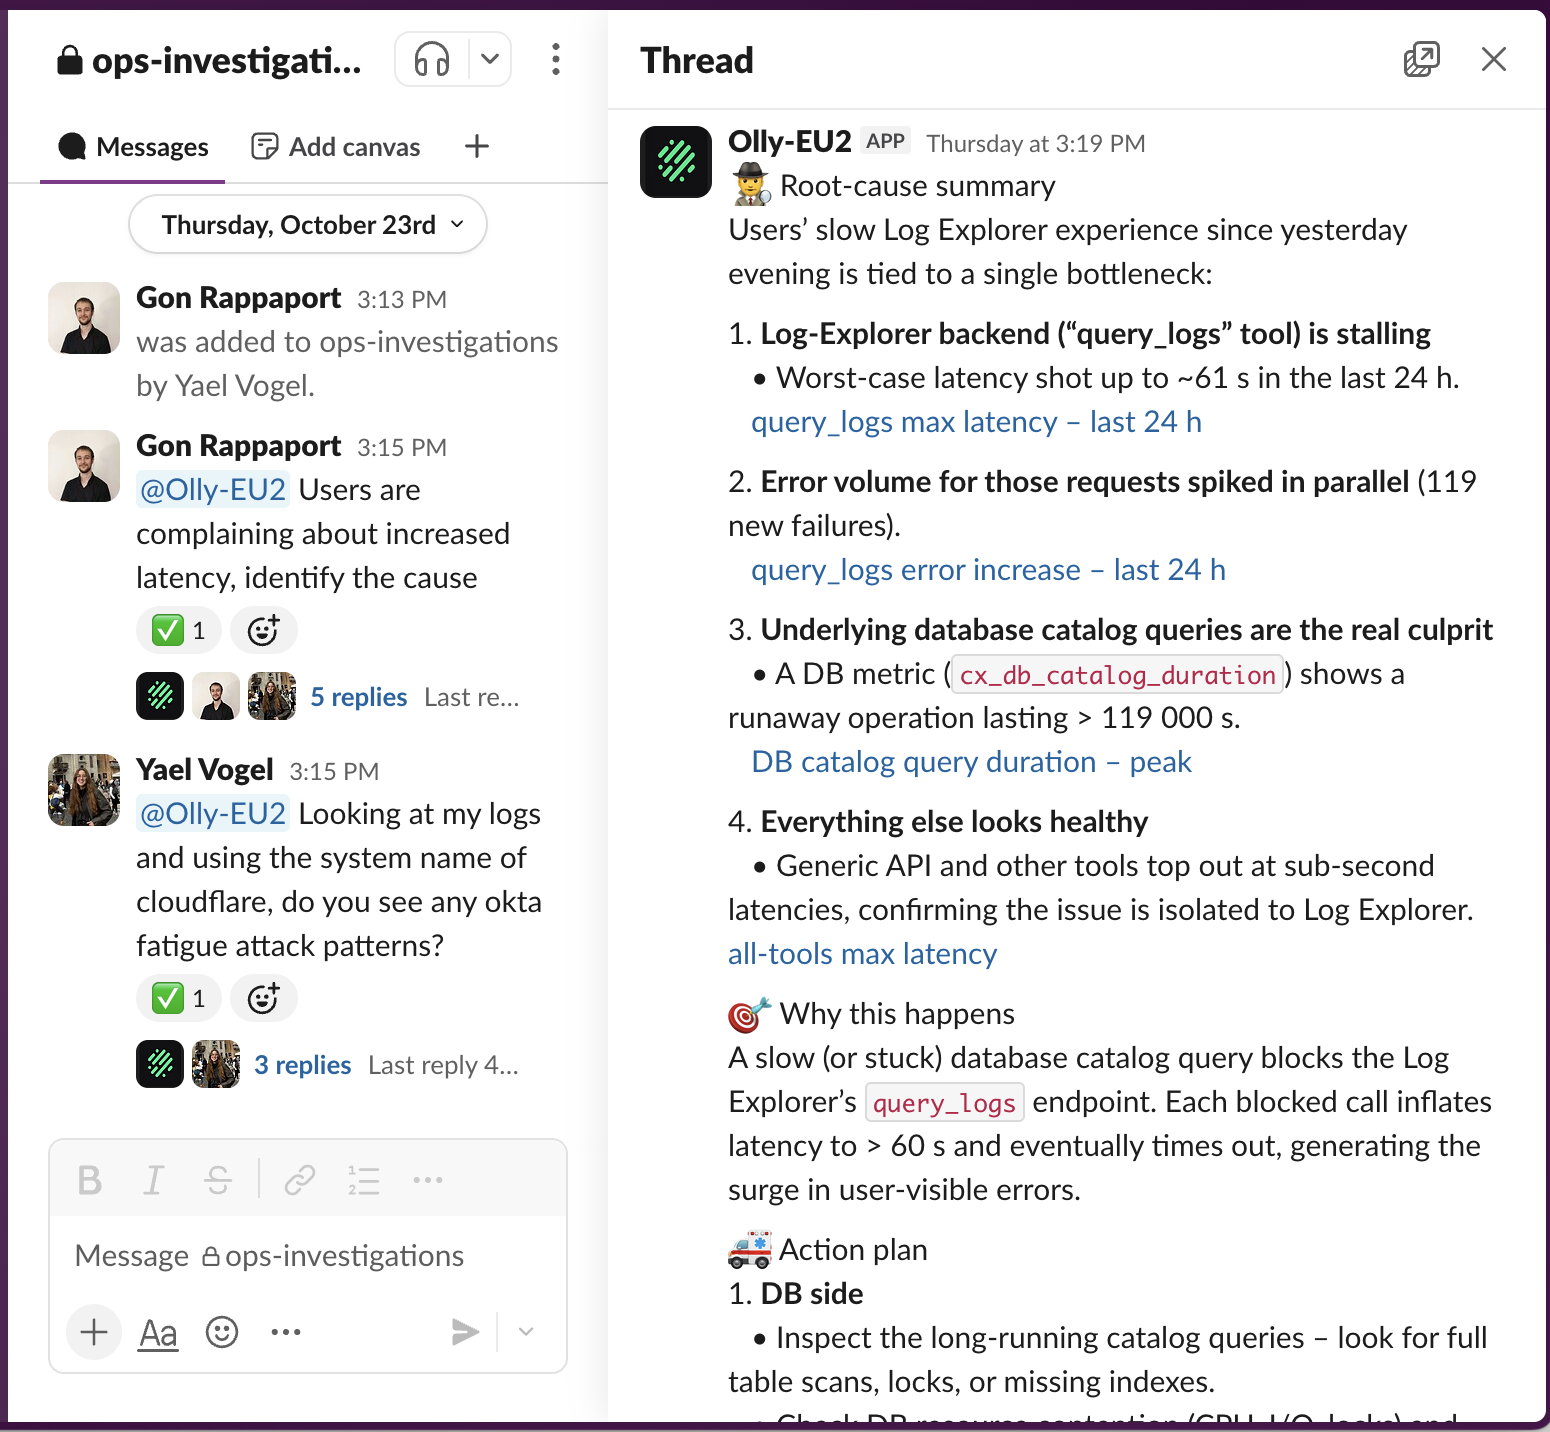 ops-investigati...
Messages
Add canvas
Thursday, October 23rd
Gon Rappaport 3:13 PM
was added to ops-investigations
by Yael Vogel.
Gon Rappaport 3:15 PM
@Olly-EU2 Users are
complaining about increased
latency, identify the cause
✅ 1
5 replies Last re...
Yael Vogel 3:15 PM
@Olly-EU2 Looking at my logs
and using the system name of
cloudflare, do you see any okta
fatigue attack patterns?
✅ 1
3 replies Last reply 4...
B I S
Message ops-investigations
Aa
Thread
Olly-EU2 APP Thursday at 3:19 PM
🕵️ Root-cause summary
Users’ slow Log Explorer experience since yesterday
evening is tied to a single bottleneck:
1. Log-Explorer backend (“query_logs” tool) is stalling
• Worst-case latency shot up to ~61 s in the last 24 h.
query_logs max latency – last 24 h
2. Error volume for those requests spiked in parallel (119
new failures).
query_logs error increase – last 24 h
3. Underlying database catalog queries are the real culprit
• A DB metric (cx_db_catalog_duration) shows a
runaway operation lasting > 119 000 s.
DB catalog query duration – peak
4. Everything else looks healthy
• Generic API and other tools top out at sub-second
latencies, confirming the issue is isolated to Log Explorer.
all-tools max latency
🎯 Why this happens
A slow (or stuck) database catalog query blocks the Log
Explorer’s query_logs endpoint. Each blocked call inflates
latency to > 60 s and eventually times out, generating the
surge in user-visible errors.
🚑 Action plan
1. DB side
• Inspect the long-running catalog queries – look for full
table scans, locks, or missing indexes.
• Check DB resource contention (CPU, I/O, locks) and